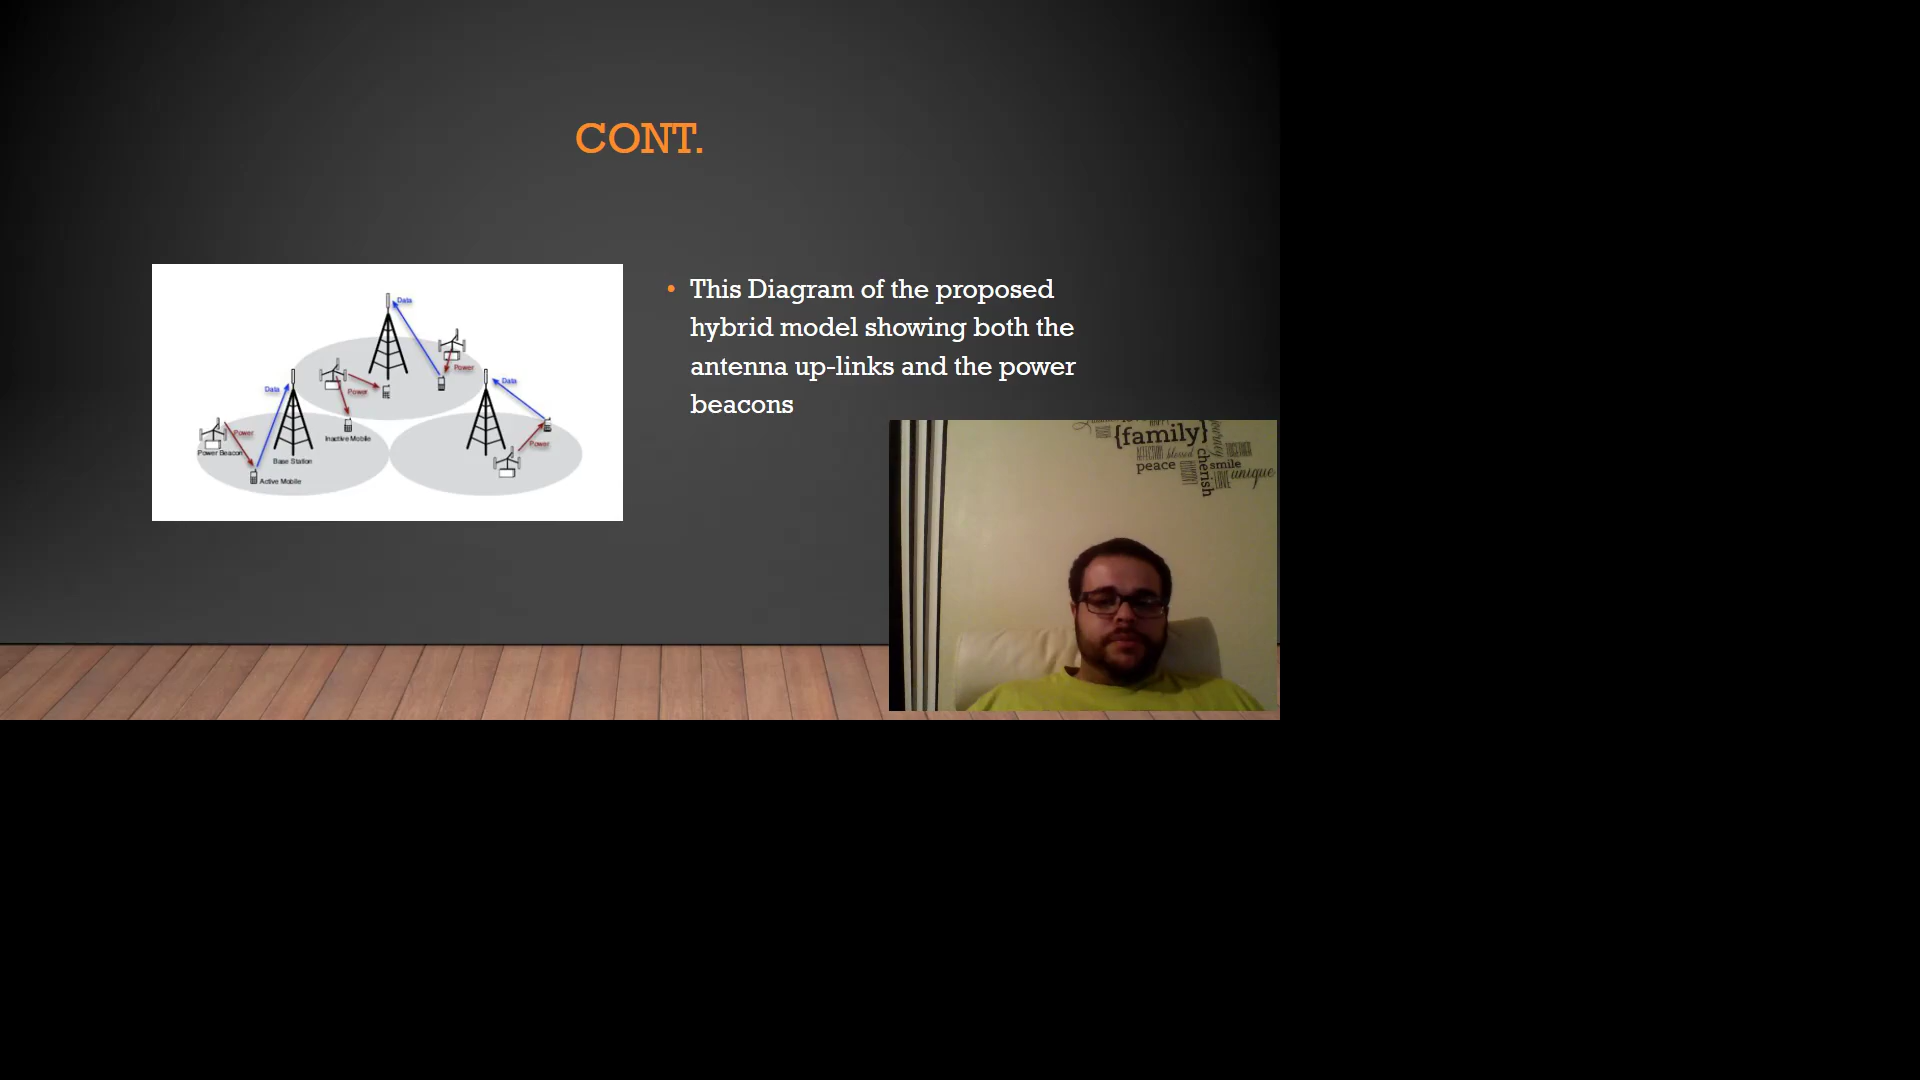 CONT.
• This Diagram of the proposed
hybrid model showing both the
antenna up-links and the power
beacons
Data
Power
Data
Data
Power
Inactive Mobile
Power
Power
Power Beacon
Base Station
Active Mobile
{family}
blessed
peace
cherish
smile
LOVE
unique